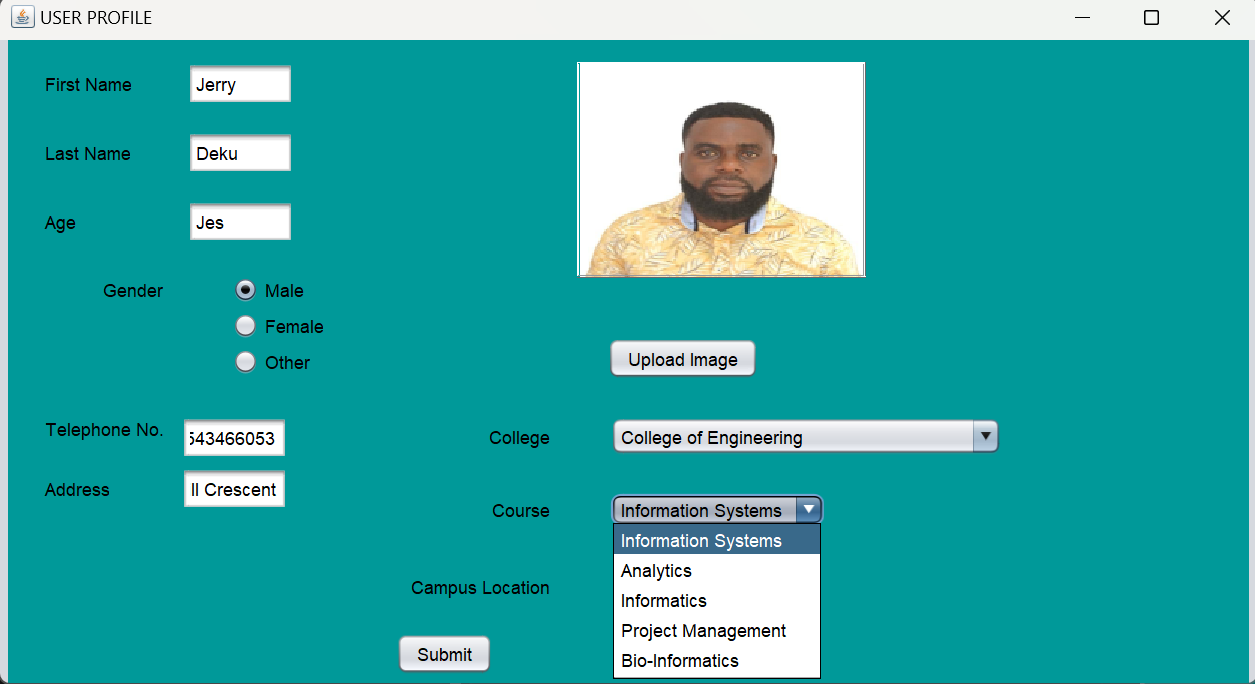 USER PROFILE
First Name Jerry
Last Name Deku
Age Jes
Gender Male
Female
Other
Upload Image
Telephone No. 543466053
College College of Engineering
Address ll Crescent
Course Information Systems
Information Systems
Analytics
Campus Location
Informatics
Project Management
Submit
Bio-Informatics